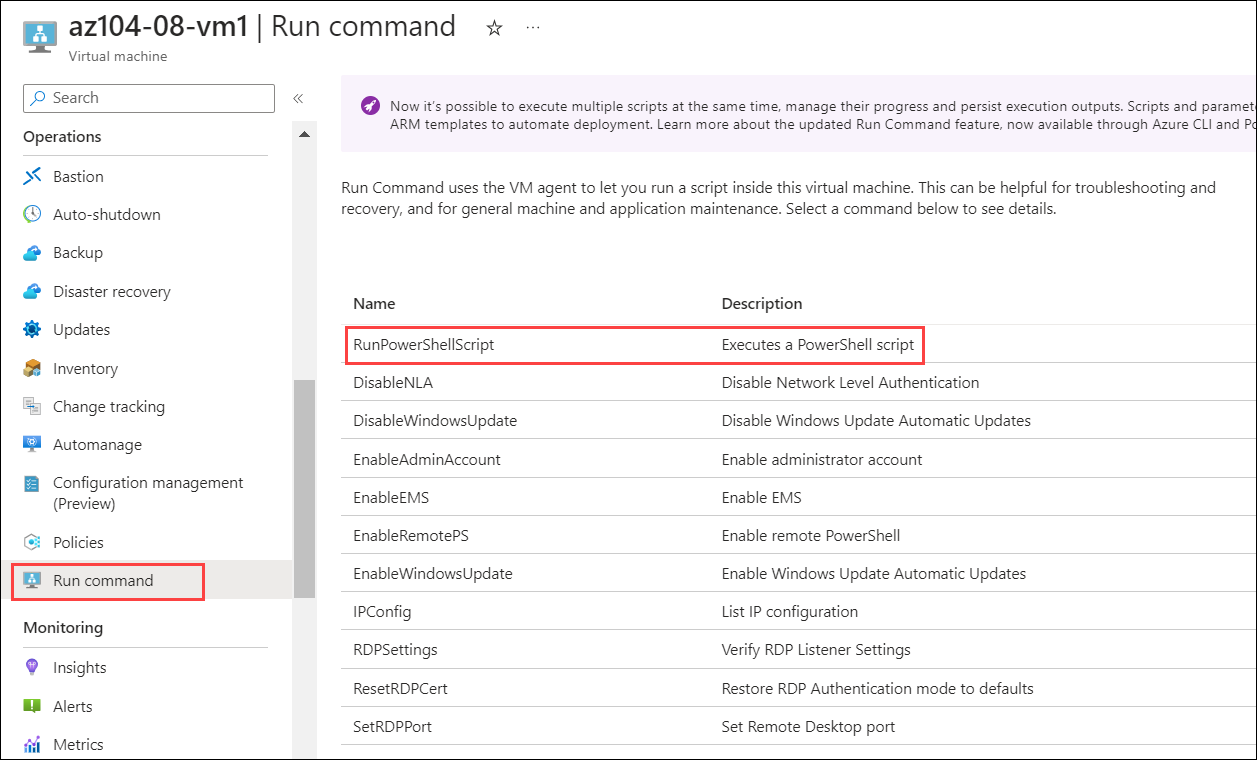 az104-08-vm1 | Run command
Virtual machine
Search
Operations
Bastion
Auto-shutdown
Backup
Disaster recovery
Updates
Inventory
Change tracking
Automanage
Configuration management
(Preview)
Policies
Run command
Monitoring
Insights
Alerts
Metrics
Now it's possible to execute multiple scripts at the same time, manage their progress and persist execution outputs. Scripts and paramet
ARM templates to automate deployment. Learn more about the updated Run Command feature, now available through Azure CLI and Po
Run Command uses the VM agent to let you run a script inside this virtual machine. This can be helpful for troubleshooting and
recovery, and for general machine and application maintenance. Select a command below to see details.
Name Description
RunPowerShellScript Executes a PowerShell script
DisableNLA Disable Network Level Authentication
DisableWindowsUpdate Disable Windows Update Automatic Updates
EnableAdminAccount Enable administrator account
EnableEMS Enable EMS
EnableRemotePS Enable remote PowerShell
EnableWindowsUpdate Enable Windows Update Automatic Updates
IPConfig List IP configuration
RDPSettings Verify RDP Listener Settings
ResetRDPCert Restore RDP Authentication mode to defaults
SetRDPPort Set Remote Desktop port